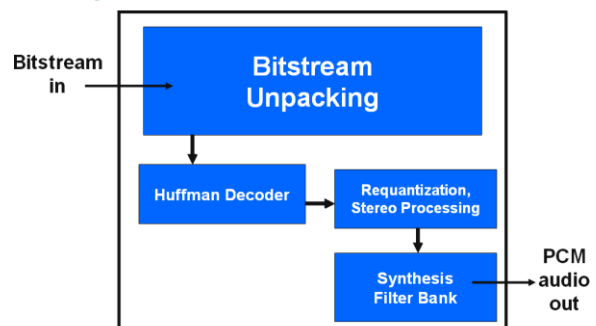 Bitstream
in
Bitstream
Unpacking
Huffman Decoder
Requantization,
Stereo Processing
Synthesis
Filter Bank
PCM
audio
out